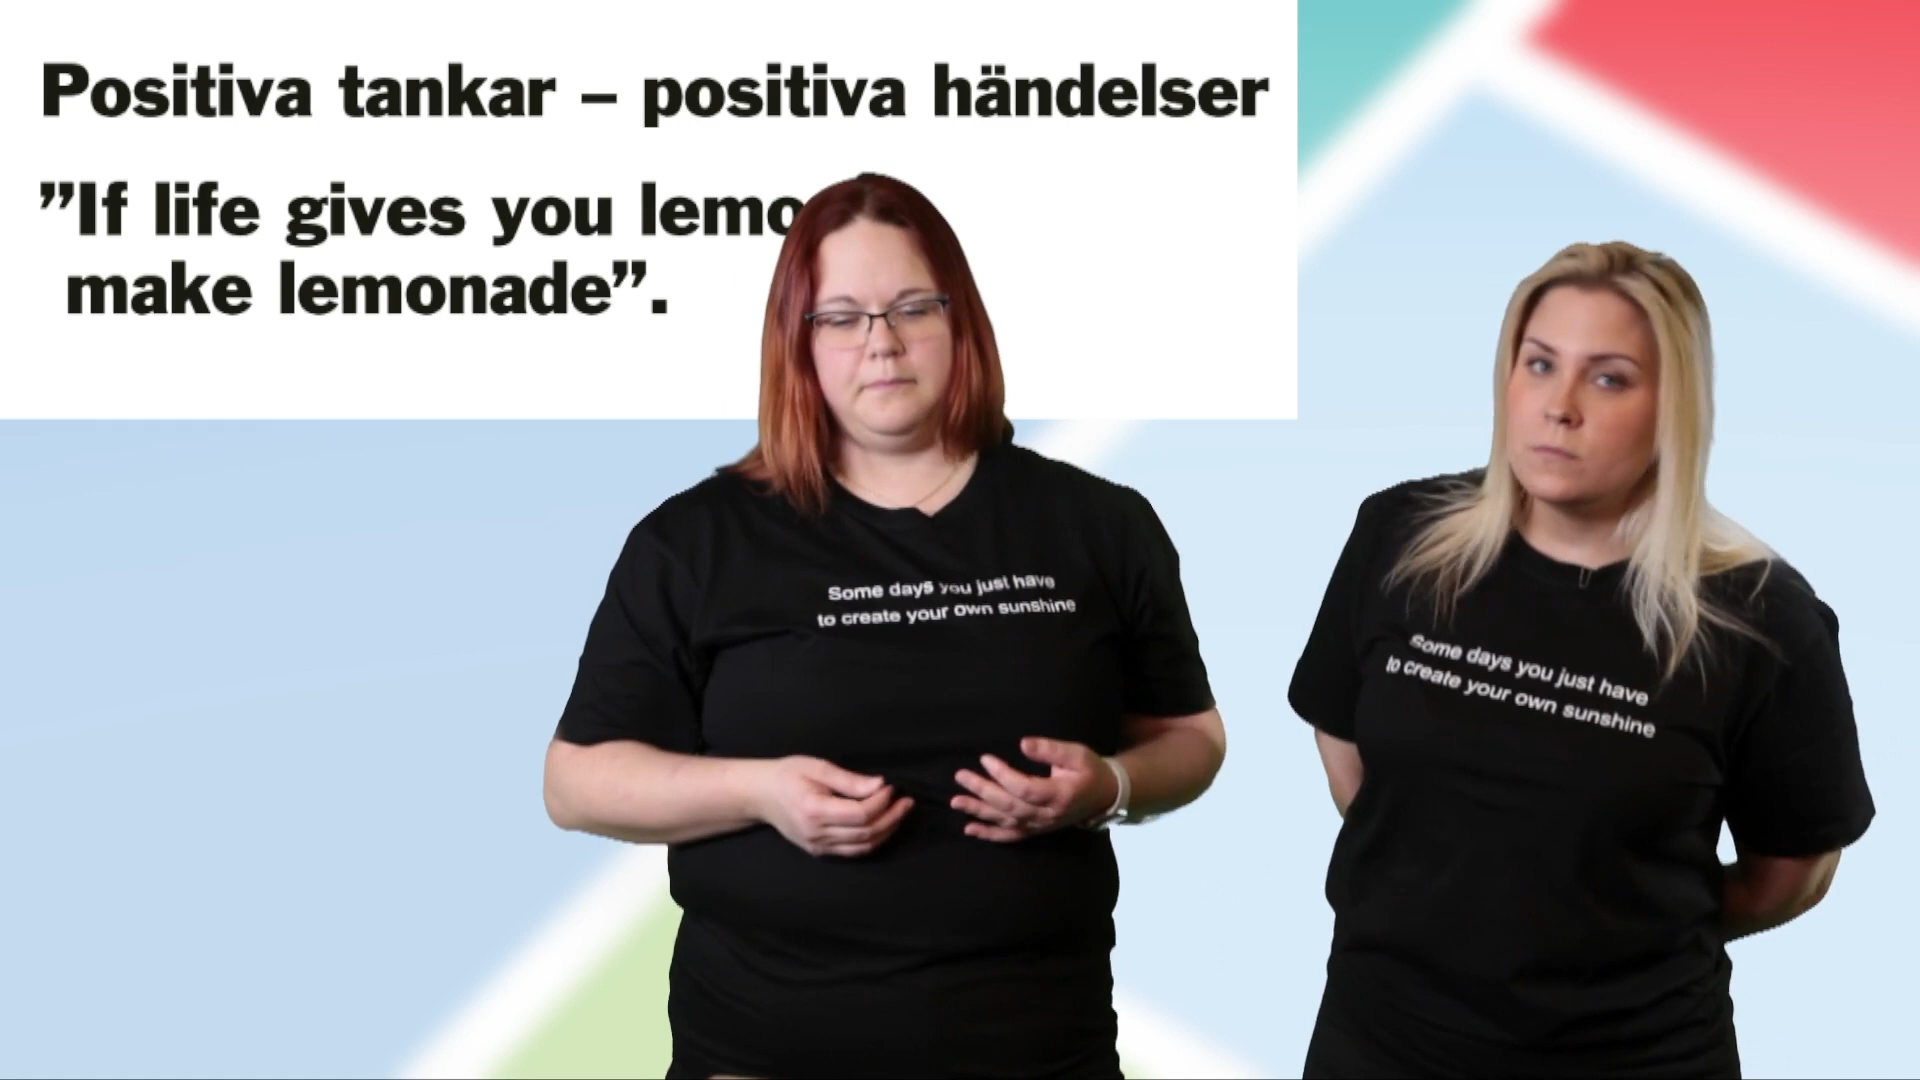 Positiva tankar – positiva händelser
”If life gives you lemo
make lemonade”.
Some days you just have
to create your own sunshine
Some days you just have
to create your own sunshine